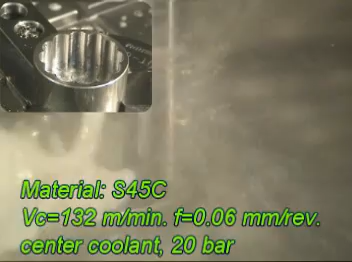 Material: S45C
Vc=132 m/min. f=0.06 mm/rev.
center coolant, 20 bar